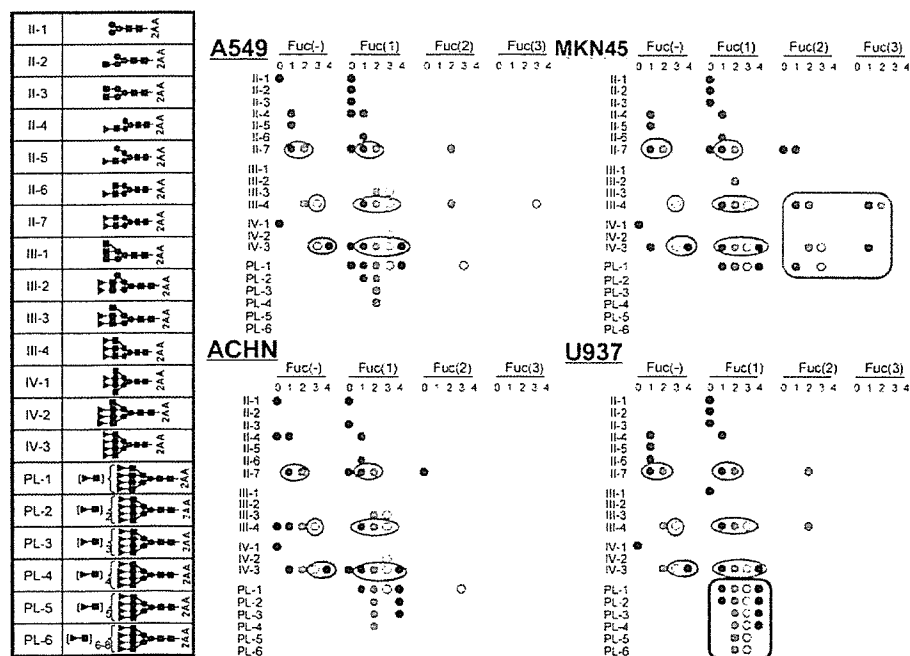 II-1 2AA
II-2 2AA
II-3 2AA
II-4 2AA
II-5 2AA
II-6 2AA
II-7 2AA
III-1 2AA
III-2 2AA
III-3 2AA
III-4 2AA
IV-1 2AA
IV-2 2AA
IV-3 2AA
PL-1 2AA
PL-2 2 2AA
PL-3 3 2AA
PL-4 4 2AA
PL-5 5 2AA
PL-6 6-8 2AA
A549
Fuc(-) Fuc(1) Fuc(2) Fuc(3)
0 1 2 3 4 0 1 2 3 4 0 1 2 3 4 0 1 2 3 4
II-1
II-2
II-3
II-4
II-5
II-6
II-7
III-1
III-2
III-3
III-4
IV-1
IV-2
IV-3
PL-1
PL-2
PL-3
PL-4
PL-5
PL-6
MKN45
Fuc(-) Fuc(1) Fuc(2) Fuc(3)
0 1 2 3 4 0 1 2 3 4 0 1 2 3 4 0 1 2 3 4
II-1
II-2
II-3
II-4
II-5
II-6
II-7
III-1
III-2
III-3
III-4
IV-1
IV-2
IV-3
PL-1
PL-2
PL-3
PL-4
PL-5
PL-6
ACHN
Fuc(-) Fuc(1) Fuc(2) Fuc(3)
0 1 2 3 4 0 1 2 3 4 0 1 2 3 4 0 1 2 3 4
II-1
II-2
II-3
II-4
II-5
II-6
II-7
III-1
III-2
III-3
III-4
IV-1
IV-2
IV-3
PL-1
PL-2
PL-3
PL-4
PL-5
PL-6
U937
Fuc(-) Fuc(1) Fuc(2) Fuc(3)
0 1 2 3 4 0 1 2 3 4 0 1 2 3 4 0 1 2 3 4
II-1
II-2
II-3
II-4
II-5
II-6
II-7
III-1
III-2
III-3
III-4
IV-1
IV-2
IV-3
PL-1
PL-2
PL-3
PL-4
PL-5
PL-6